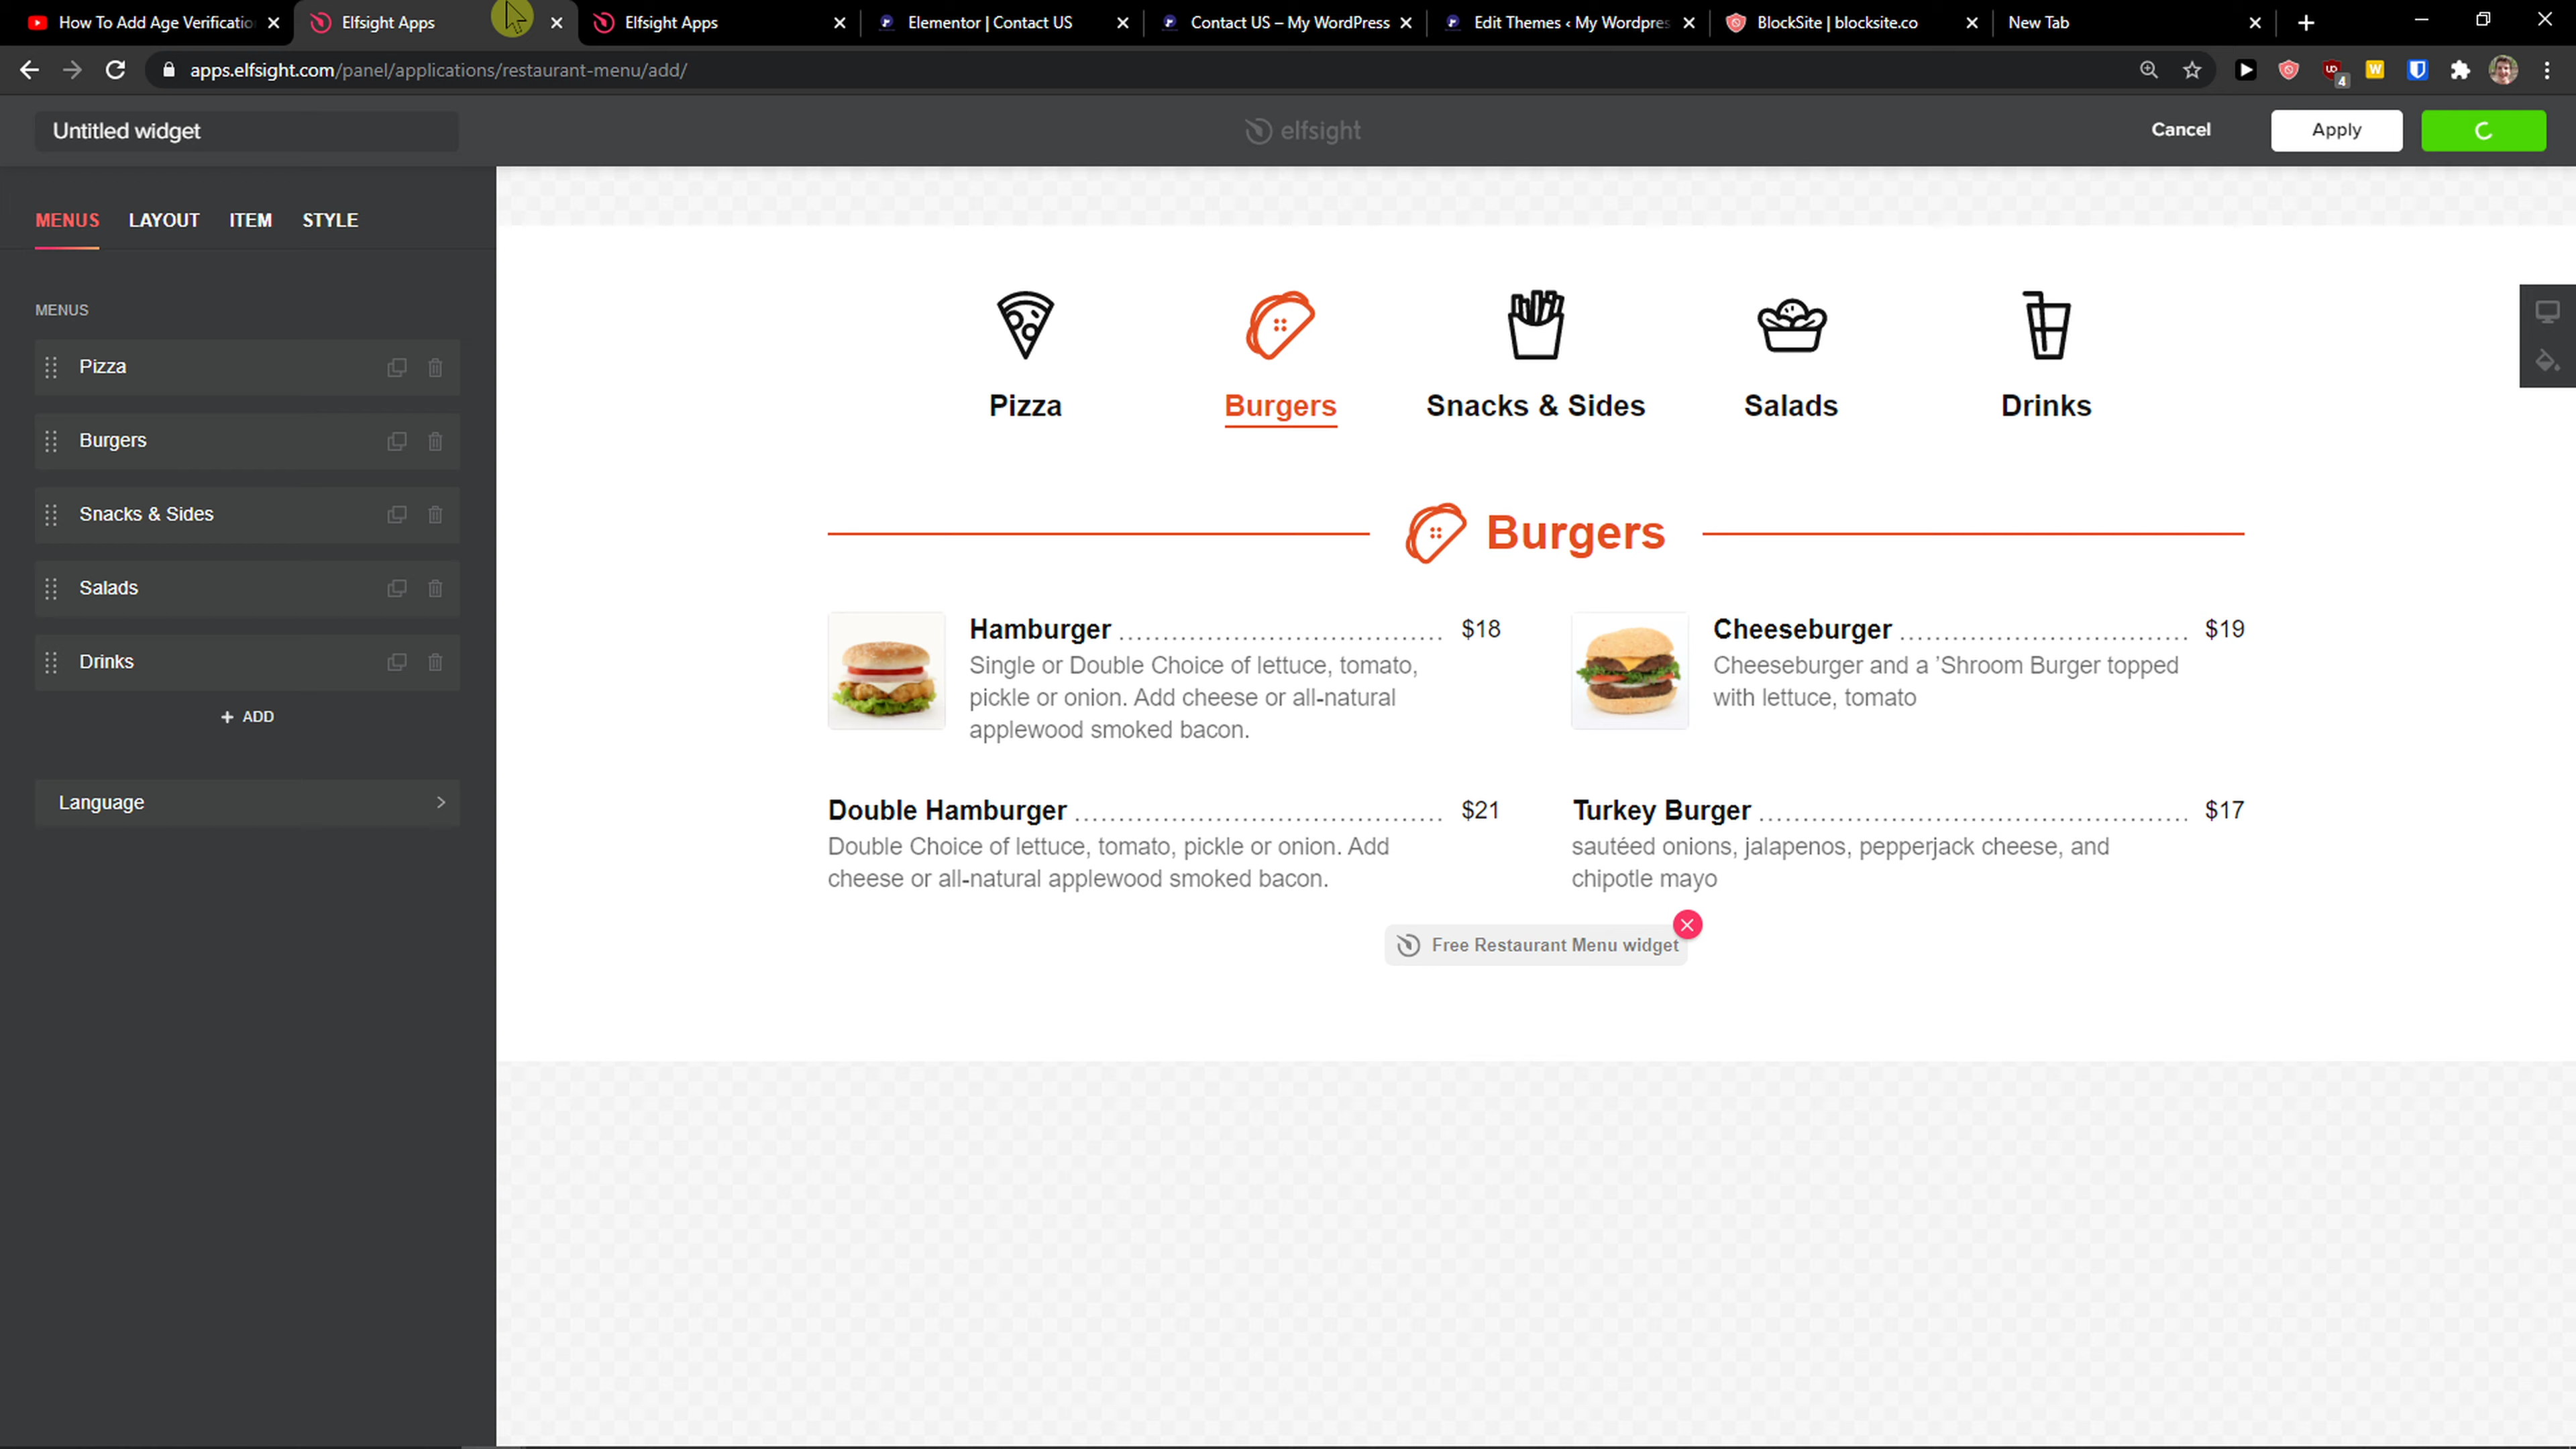 How To Add Age Verificatio
Elfsight Apps
Elfsight Apps
Elementor | Contact US
Contact US – My WordPress
Edit Themes ‹ My Wordpres
BlockSite | blocksite.co
New Tab
apps.elfsight.com/panel/applications/restaurant-menu/add/
UO
4
W
Untitled widget
elfsight
Cancel
Apply
MENUS
LAYOUT
ITEM
STYLE
MENUS
Pizza
Burgers
Snacks & Sides
Salads
Drinks
+ ADD
Language
Pizza
Burgers
Snacks & Sides
Salads
Drinks
Burgers
Hamburger $18
Single or Double Choice of lettuce, tomato,
pickle or onion. Add cheese or all-natural
applewood smoked bacon.
Cheeseburger $19
Cheeseburger and a ’Shroom Burger topped
with lettuce, tomato
Double Hamburger $21
Double Choice of lettuce, tomato, pickle or onion. Add
cheese or all-natural applewood smoked bacon.
Turkey Burger $17
sautéed onions, jalapenos, pepperjack cheese, and
chipotle mayo
Free Restaurant Menu widget